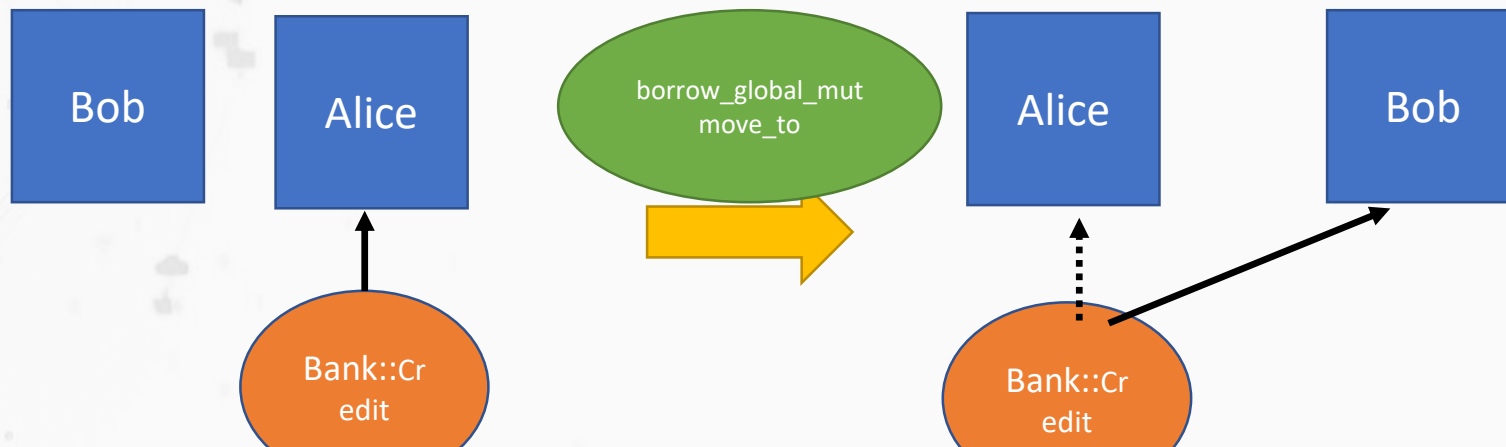 Bob
Alice
borrow_global_mut
move_to
Alice
Bob
Bank::Cr
edit
Bank::Cr
edit